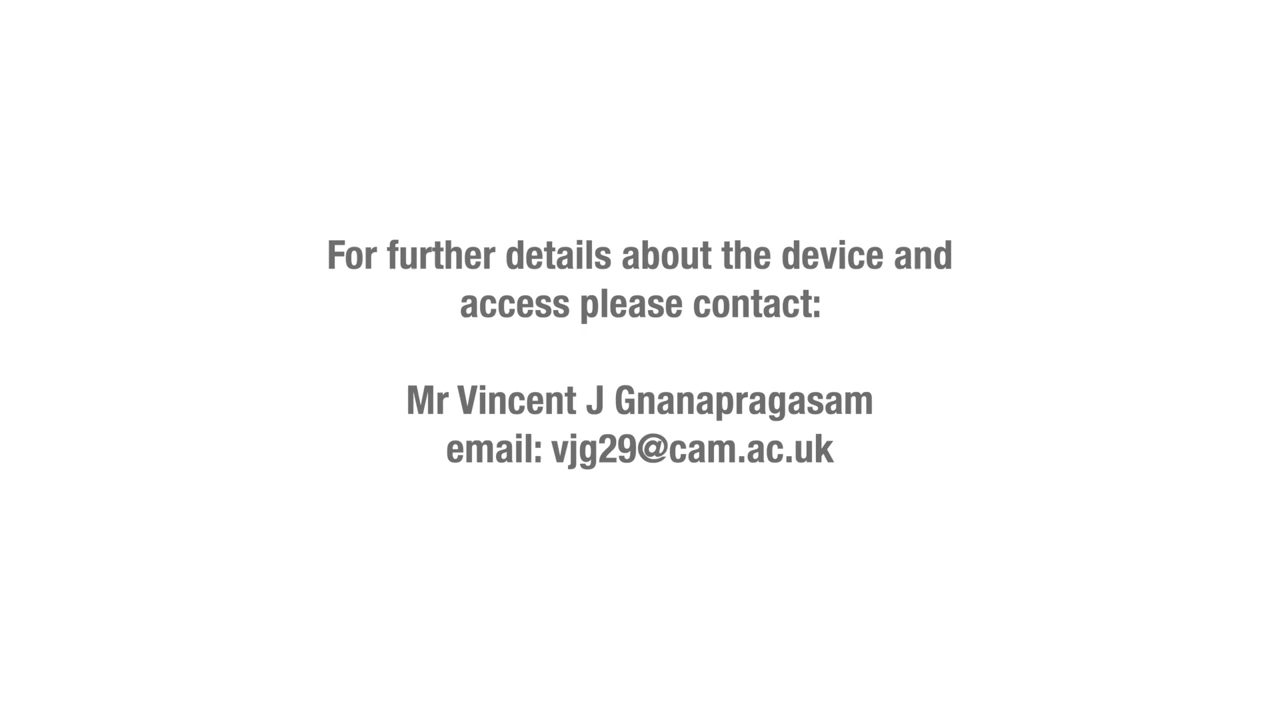 For further details about the device and
access please contact:
Mr Vincent J Gnanapragasam
email: vjg29@cam.ac.uk